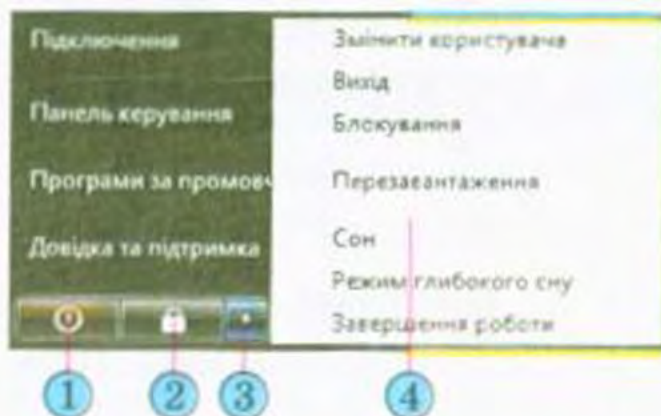 Підключення
Панель керування
Програми за промовч
Довідка та підтримка
Змінити користувача
Вихід
Блокування
Перезавантаження
Сон
Режим глибокого сну
Завершення роботи
1
2
3
4